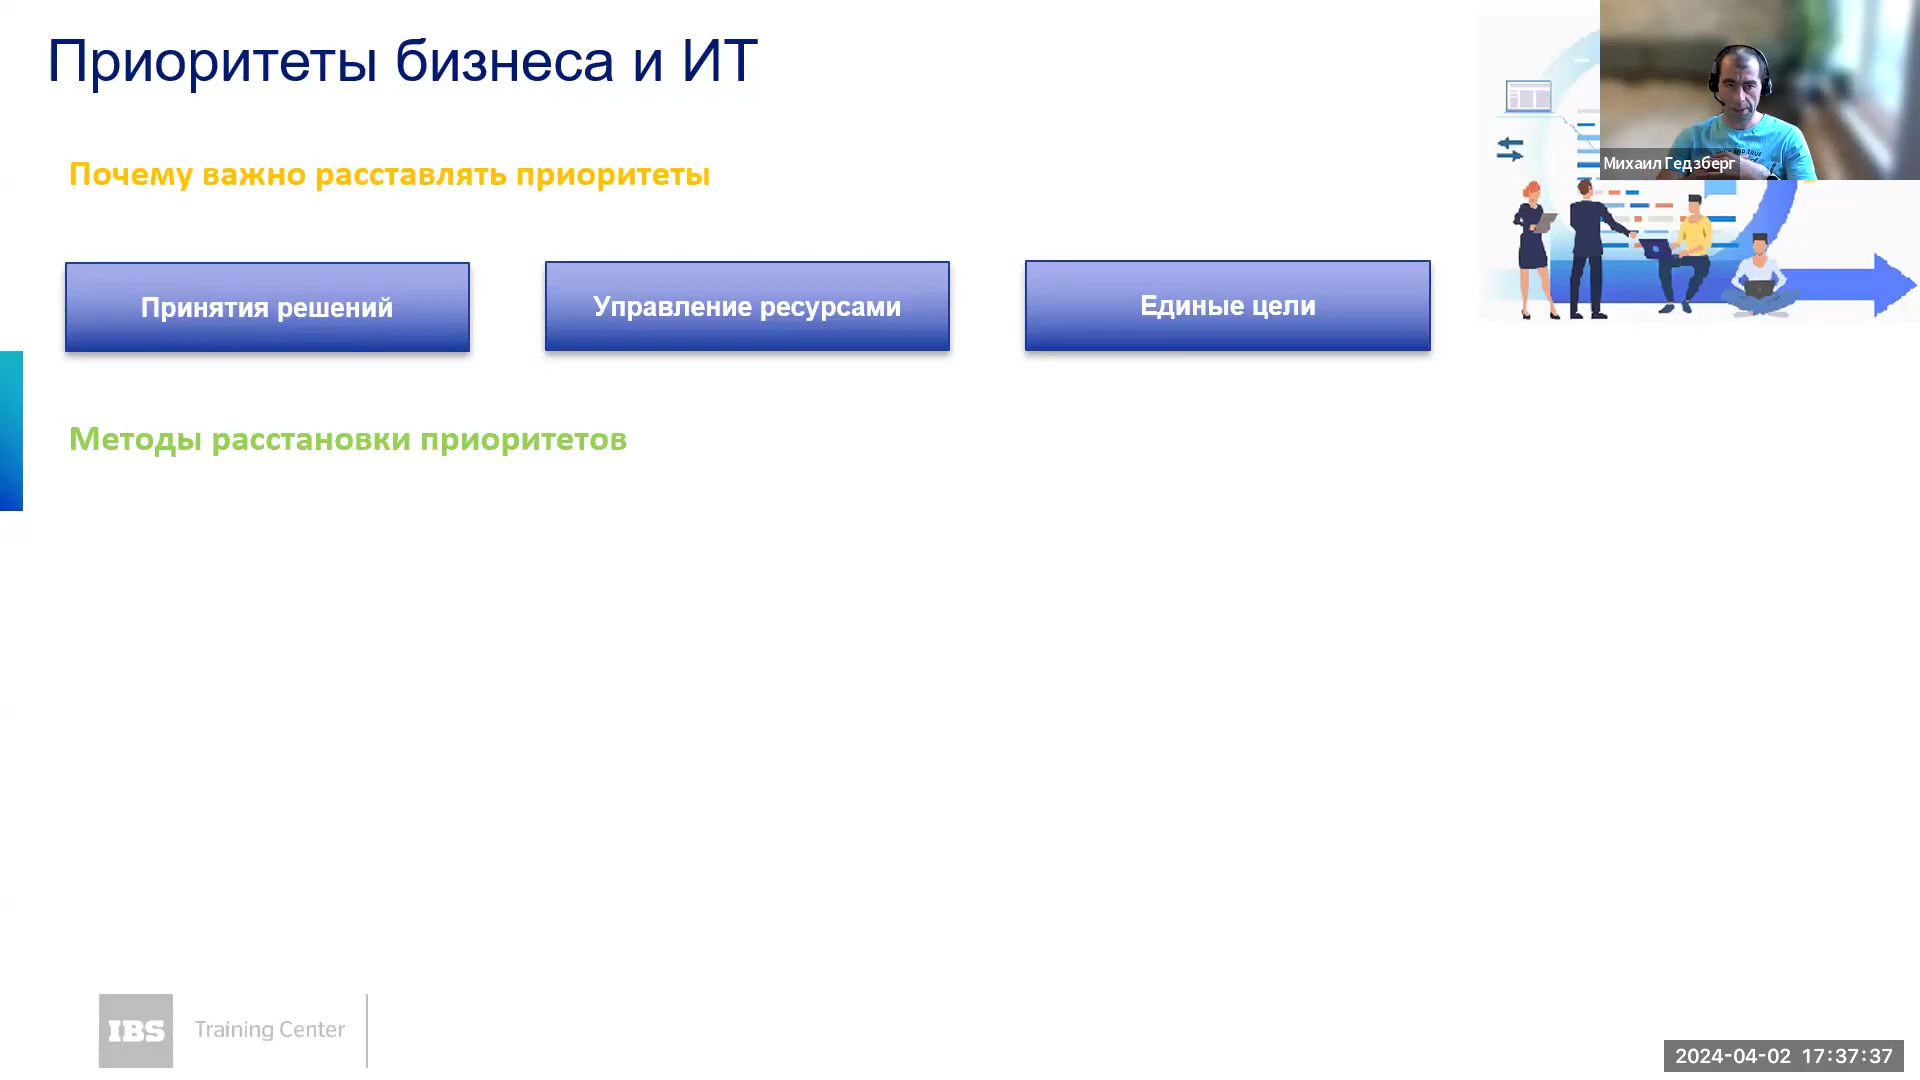 Приоритеты бизнеса и ИТ
Михаил Гедзберг
Почему важно расставлять приоритеты
Принятия решений
Управление ресурсами
Единые цели
Методы расстановки приоритетов
IBS
Training Center
2024-04-02 17:37:37